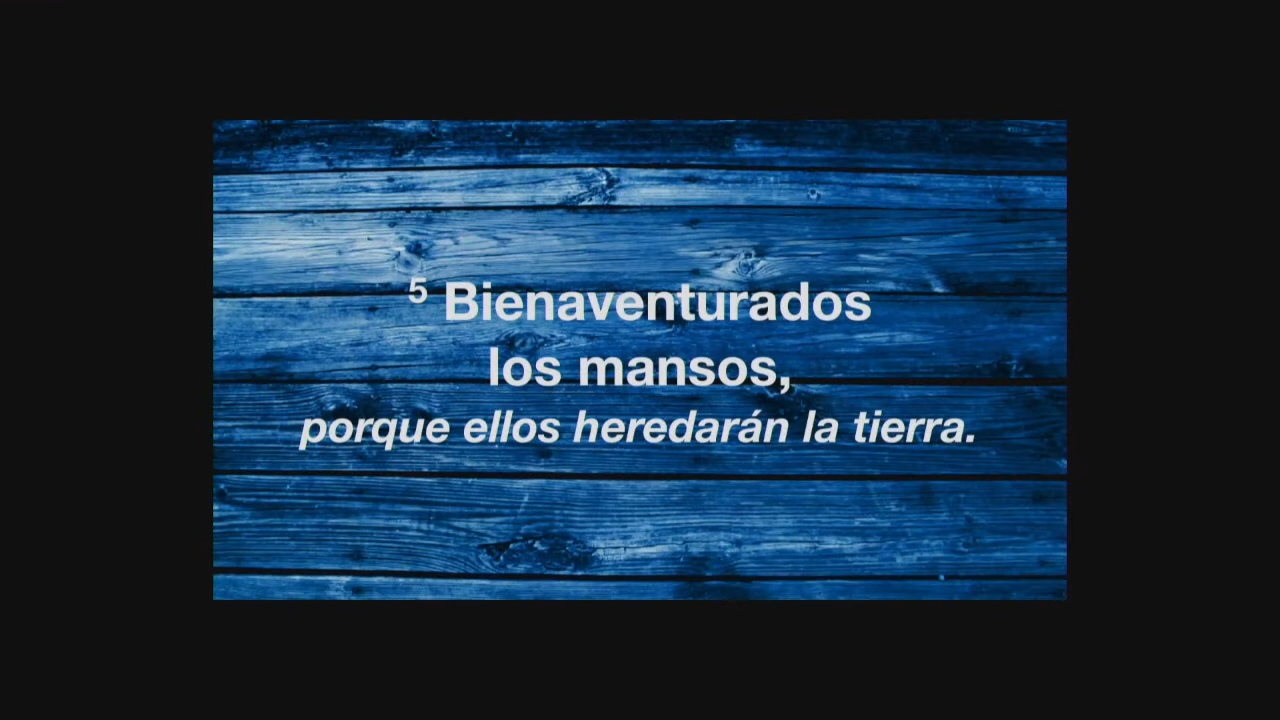 5 Bienaventurados
los mansos,
porque ellos heredarán la tierra.